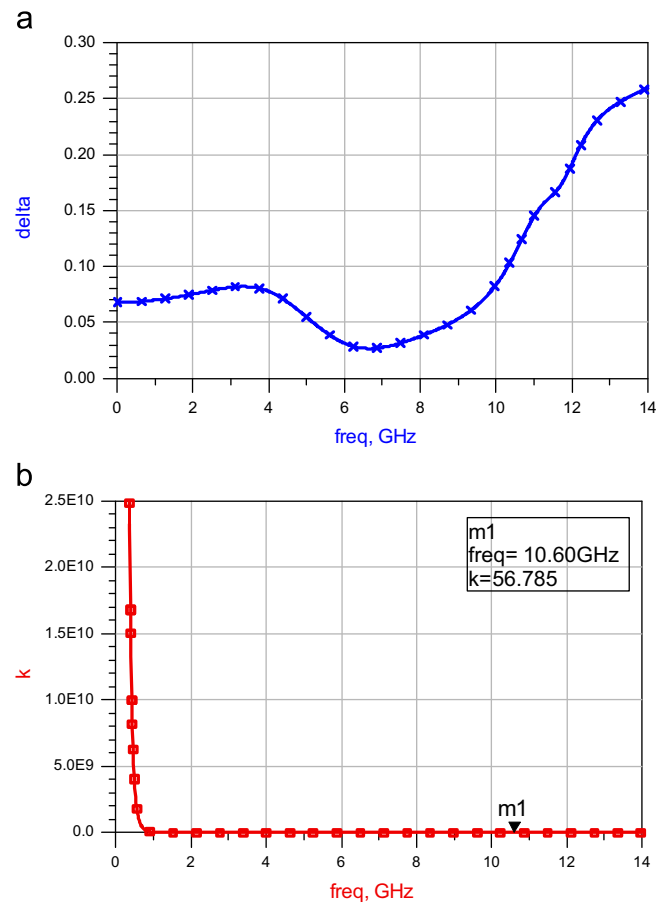 a
0.30
0.25
0.20
0.15
0.10
0.05
0.00
delta
0 2 4 6 8 10 12 14
freq, GHz
b
2.5E10
2.0E10
1.5E10
1.0E10
5.0E9
0.0
k
m1
freq= 10.60GHz
k=56.785
m1
0 2 4 6 8 10 12 14
freq, GHz